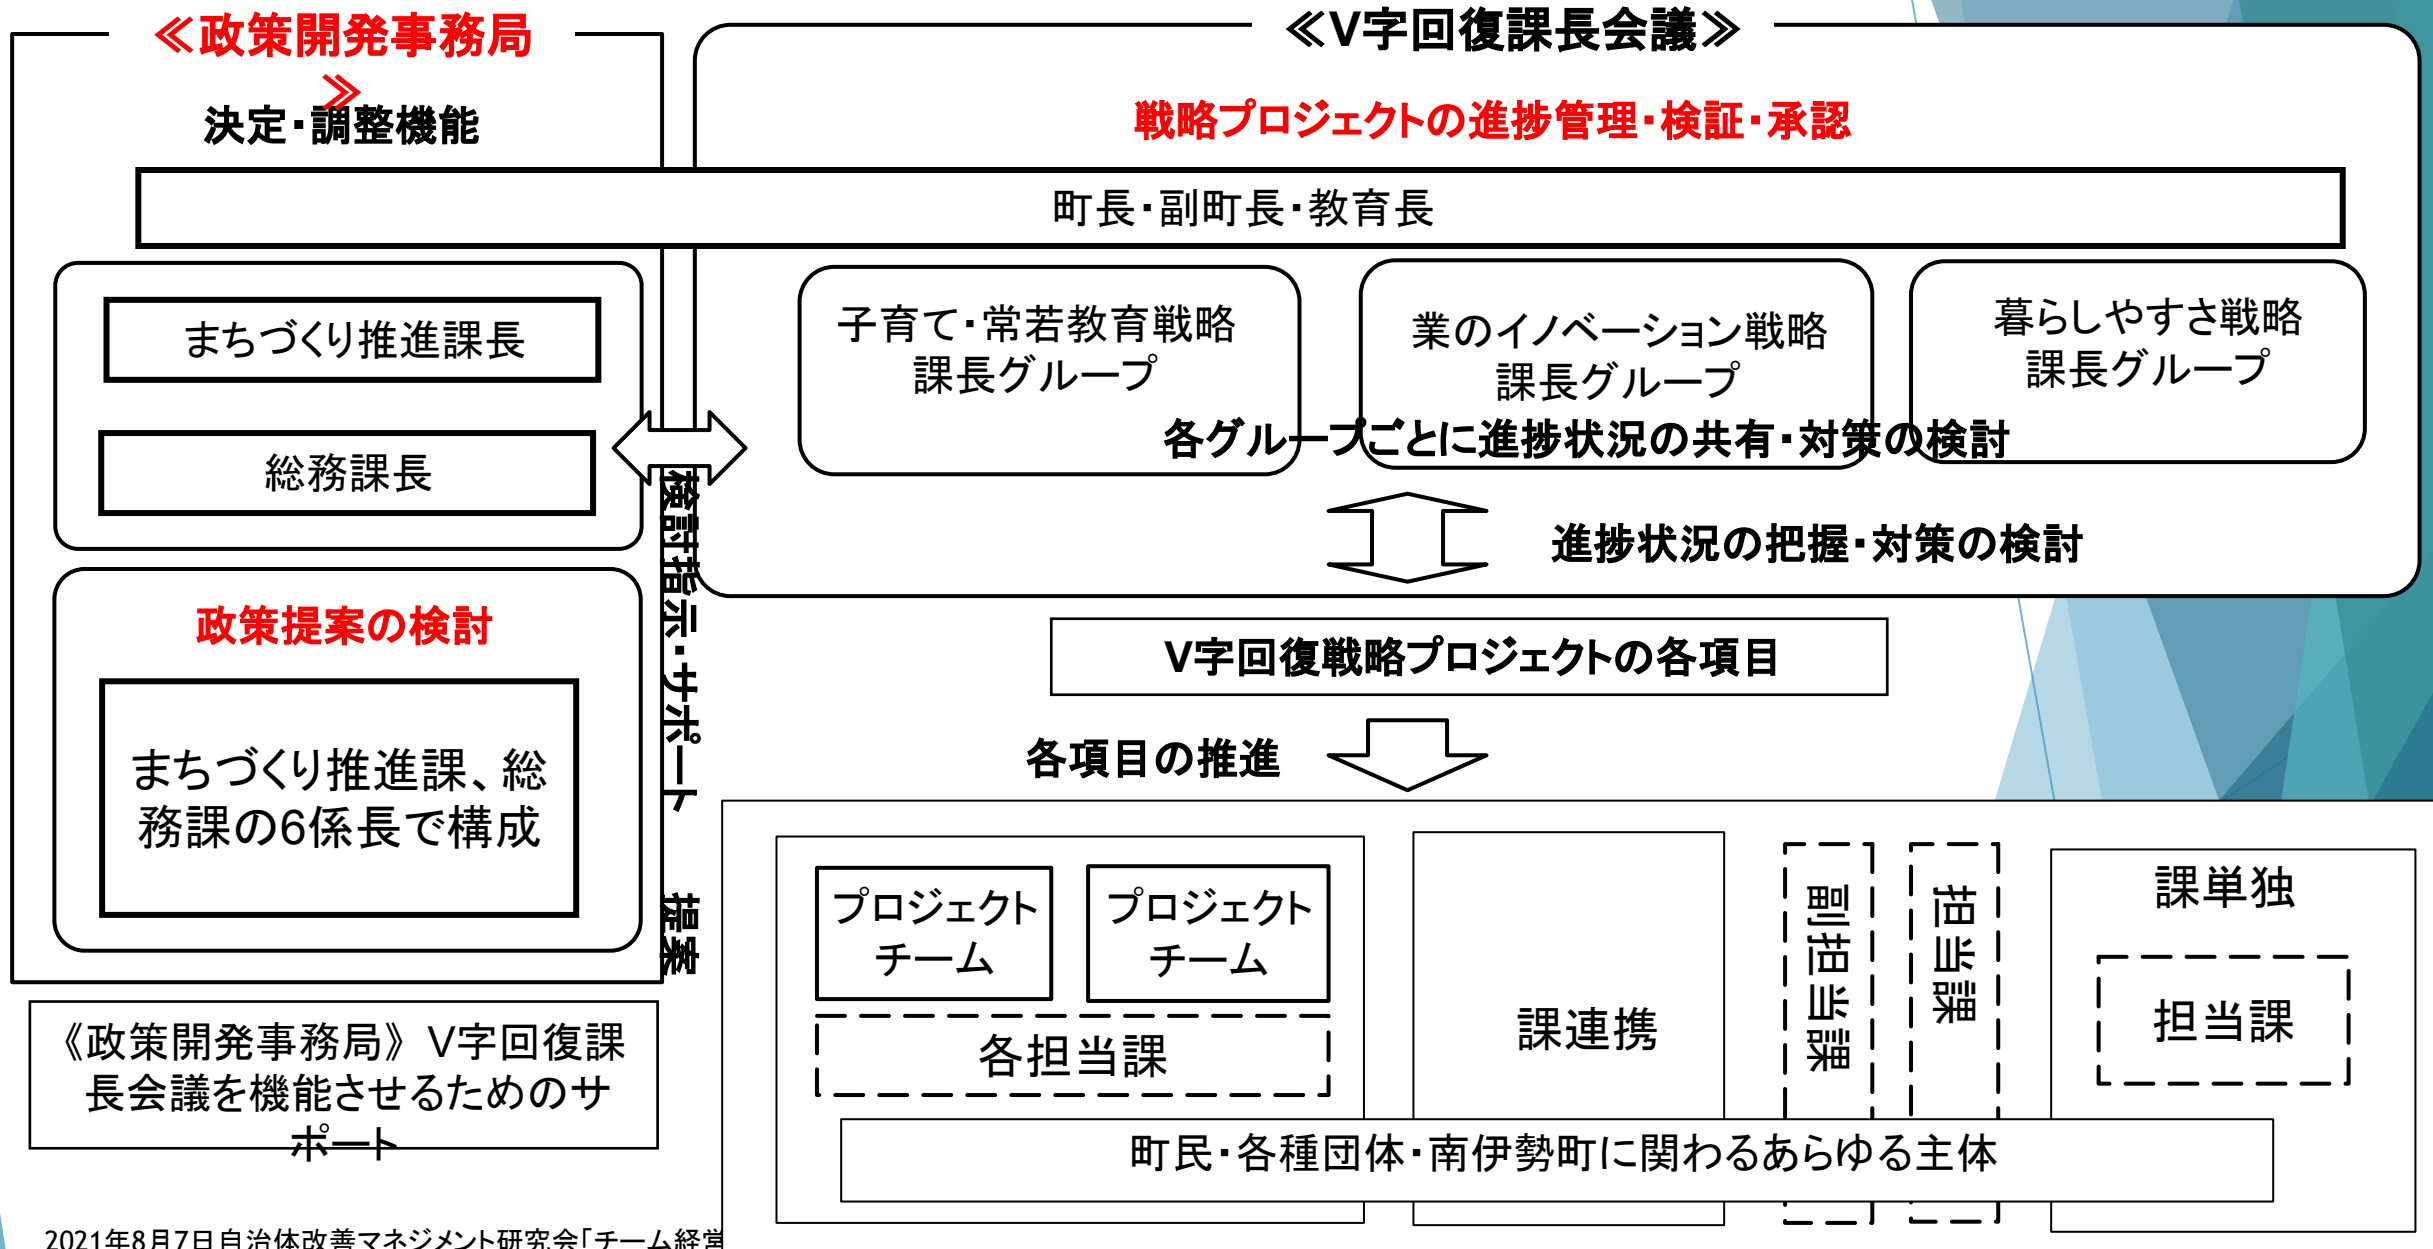 ≪政策開発事務局
≫
決定・調整機能
≪V字回復課長会議≫
戦略プロジェクトの進捗管理・検証・承認
町長・副町長・教育長
まちづくり推進課長
総務課長
子育て・常若教育戦略
課長グループ
業のイノベーション戦略
課長グループ
暮らしやすさ戦略
課長グループ
各グループごとに進捗状況の共有・対策の検討
進捗状況の把握・対策の検討
検討指示・サポート　提案
政策提案の検討
まちづくり推進課、総
務課の6係長で構成
V字回復戦略プロジェクトの各項目
各項目の推進
プロジェクト
チーム
プロジェクト
チーム
各担当課
課連携
副担当課
担当課
課単独
担当課
町民・各種団体・南伊勢町に関わるあらゆる主体
《政策開発事務局》V字回復課
長会議を機能させるためのサ
ポート
2021年8月7日自治体改善マネジメント研究会「チーム経営